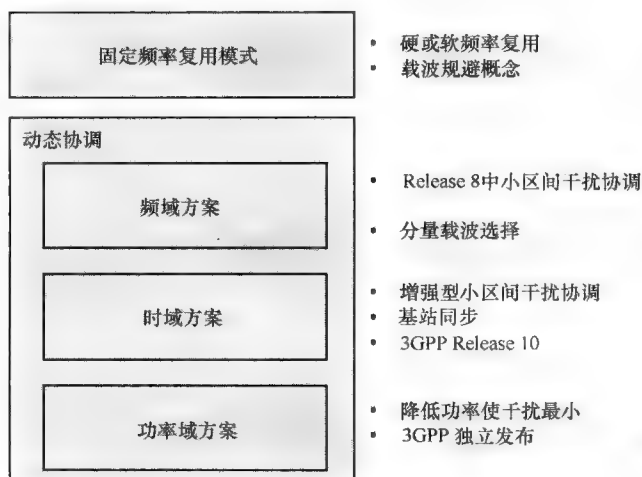 固定频率复用模式
• 硬或软频率复用
• 载波规避概念
动态协调
频域方案
• Release 8中小区间干扰协调
• 分量载波选择
时域方案
• 增强型小区间干扰协调
• 基站同步
• 3GPP Release 10
功率域方案
• 降低功率使干扰最小
• 3GPP 独立发布